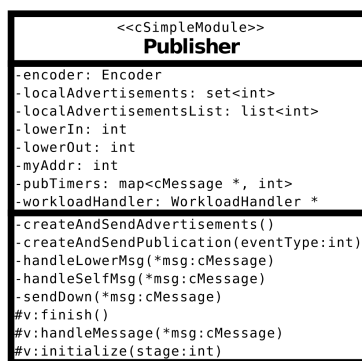 <<cSimpleModule>>
Publisher
-encoder: Encoder
-localAdvertisements: set<int>
-localAdvertisementsList: list<int>
-lowerIn: int
-lowerOut: int
-myAddr: int
-pubTimers: map<cMessage *, int>
-workloadHandler: WorkloadHandler *
-createAndSendAdvertisements()
-createAndSendPublication(eventType:int)
-handleLowerMsg(*msg:cMessage)
-handleSelfMsg(*msg:cMessage)
-sendDown(*msg:cMessage)
#v:finish()
#v:handleMessage(*msg:cMessage)
#v:initialize(stage:int)